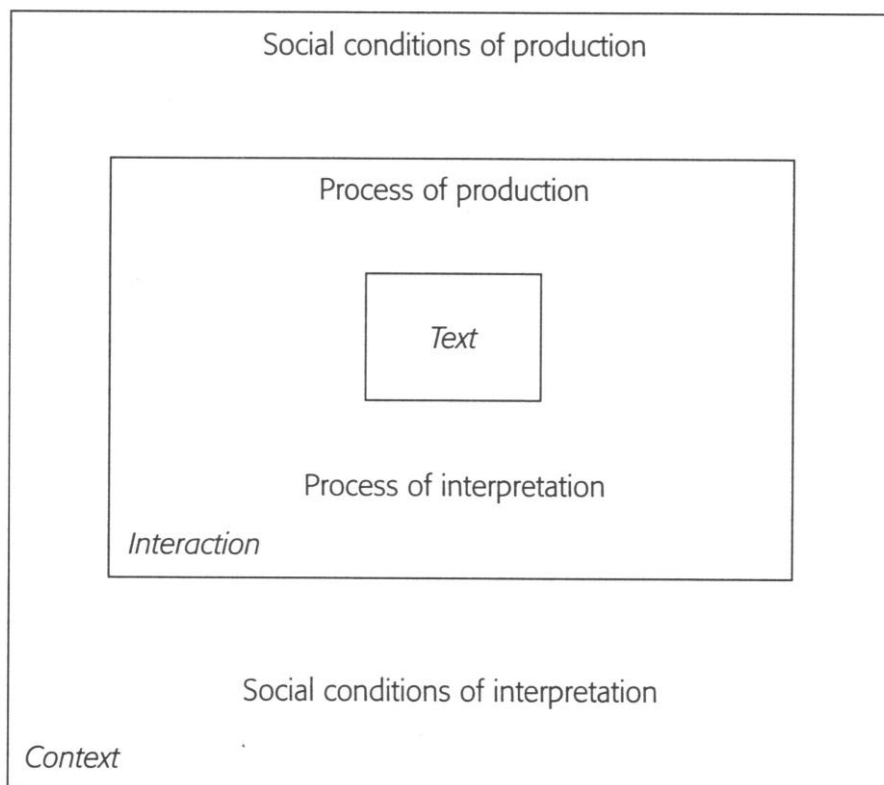 Social conditions of production
Process of production
Text
Process of interpretation
Interaction
Social conditions of interpretation
Context